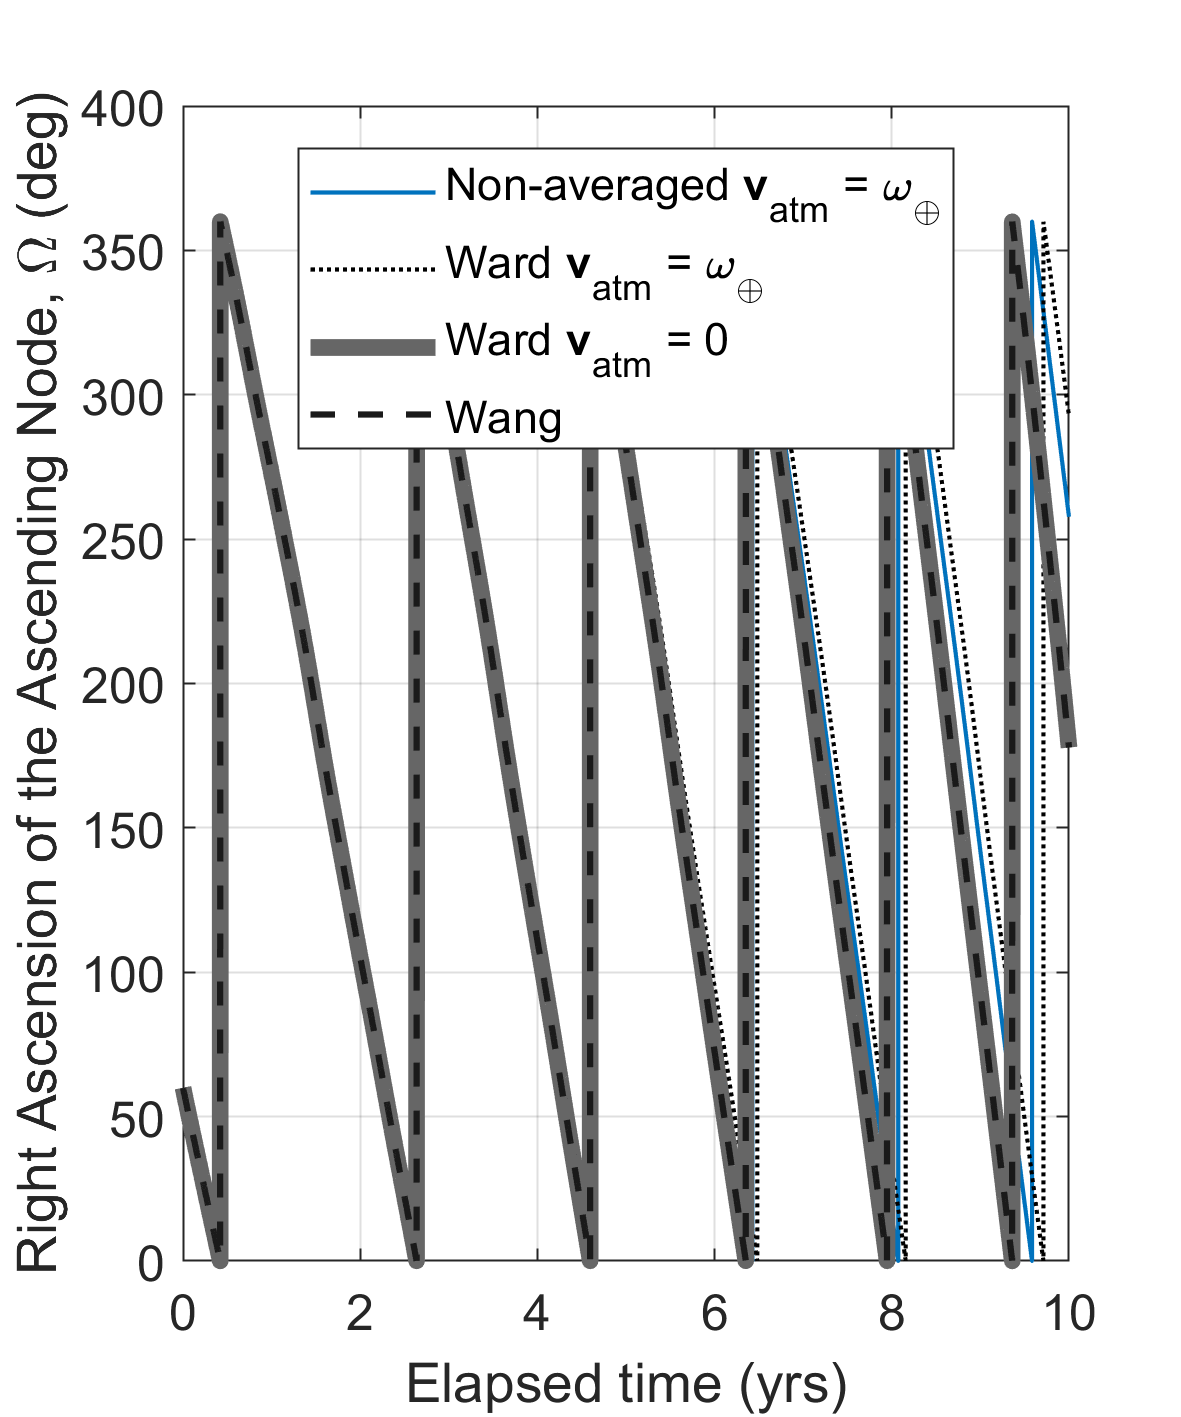 Right Ascension of the Ascending Node, Ω (deg)
400
350
300
250
200
150
100
50
0
Non-averaged v_atm = ω_⊕
Ward v_atm = ω_⊕
Ward v_atm = 0
Wang
0 2 4 6 8 10
Elapsed time (yrs)